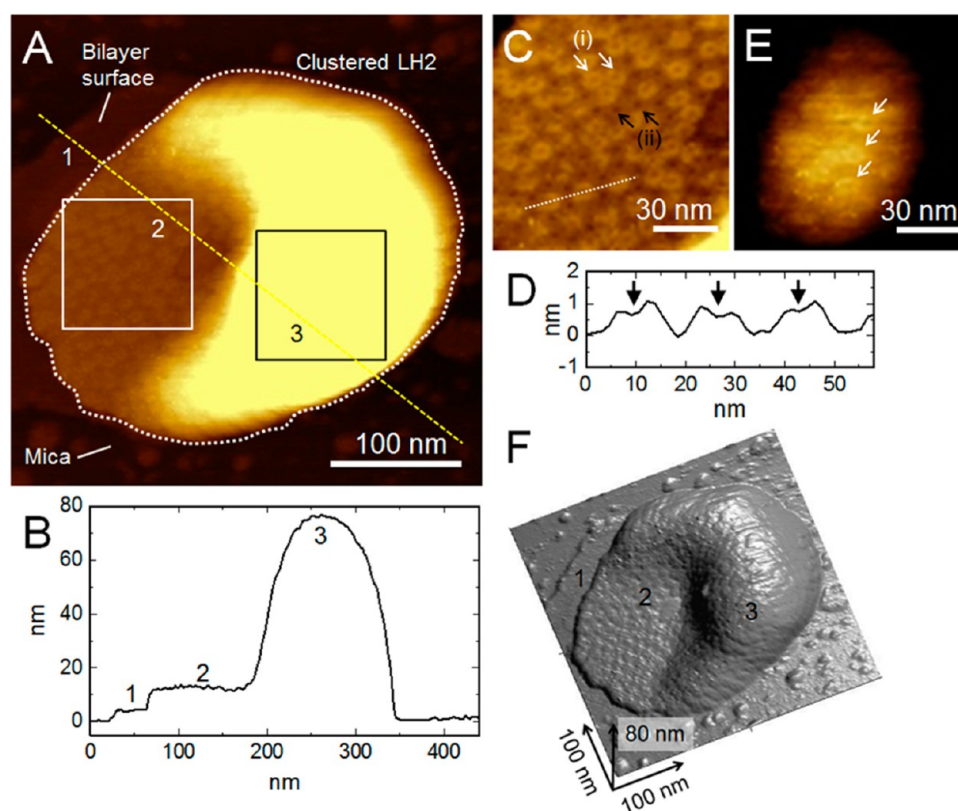 A
Bilayer
surface
Clustered LH2
1
2
3
Mica
100 nm
B
80
60
40
20
0
nm
1
2
3
0 100 200 300 400
nm
C
(i)
(ii)
30 nm
E
30 nm
D
2
1
0
-1
nm
0 10 20 30 40 50
nm
F
1
2
3
80 nm
100 nm
100 nm